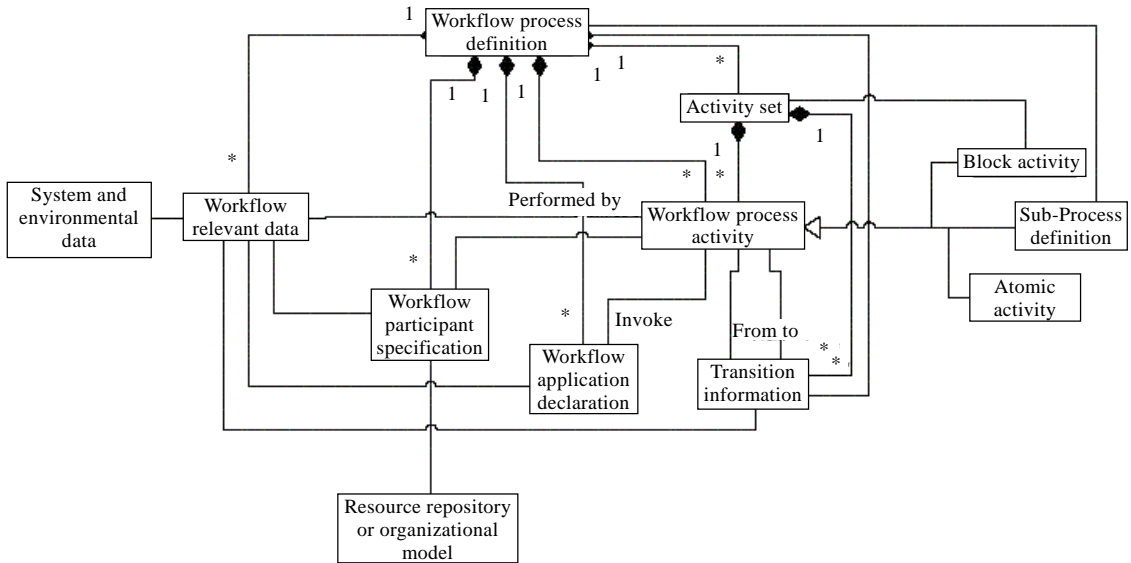 1
Workflow process
definition
1
1
1
1
1
*
Activity set
1
1
*
Block activity
*
*
System and
environmental
data
Workflow
relevant data
Performed by
Workflow process
activity
Sub-Process
definition
*
Atomic
activity
Workflow
participant
specification
*
Invoke
From to
*
*
Workflow
application
declaration
Transition
information
Resource repository
or organizational
model